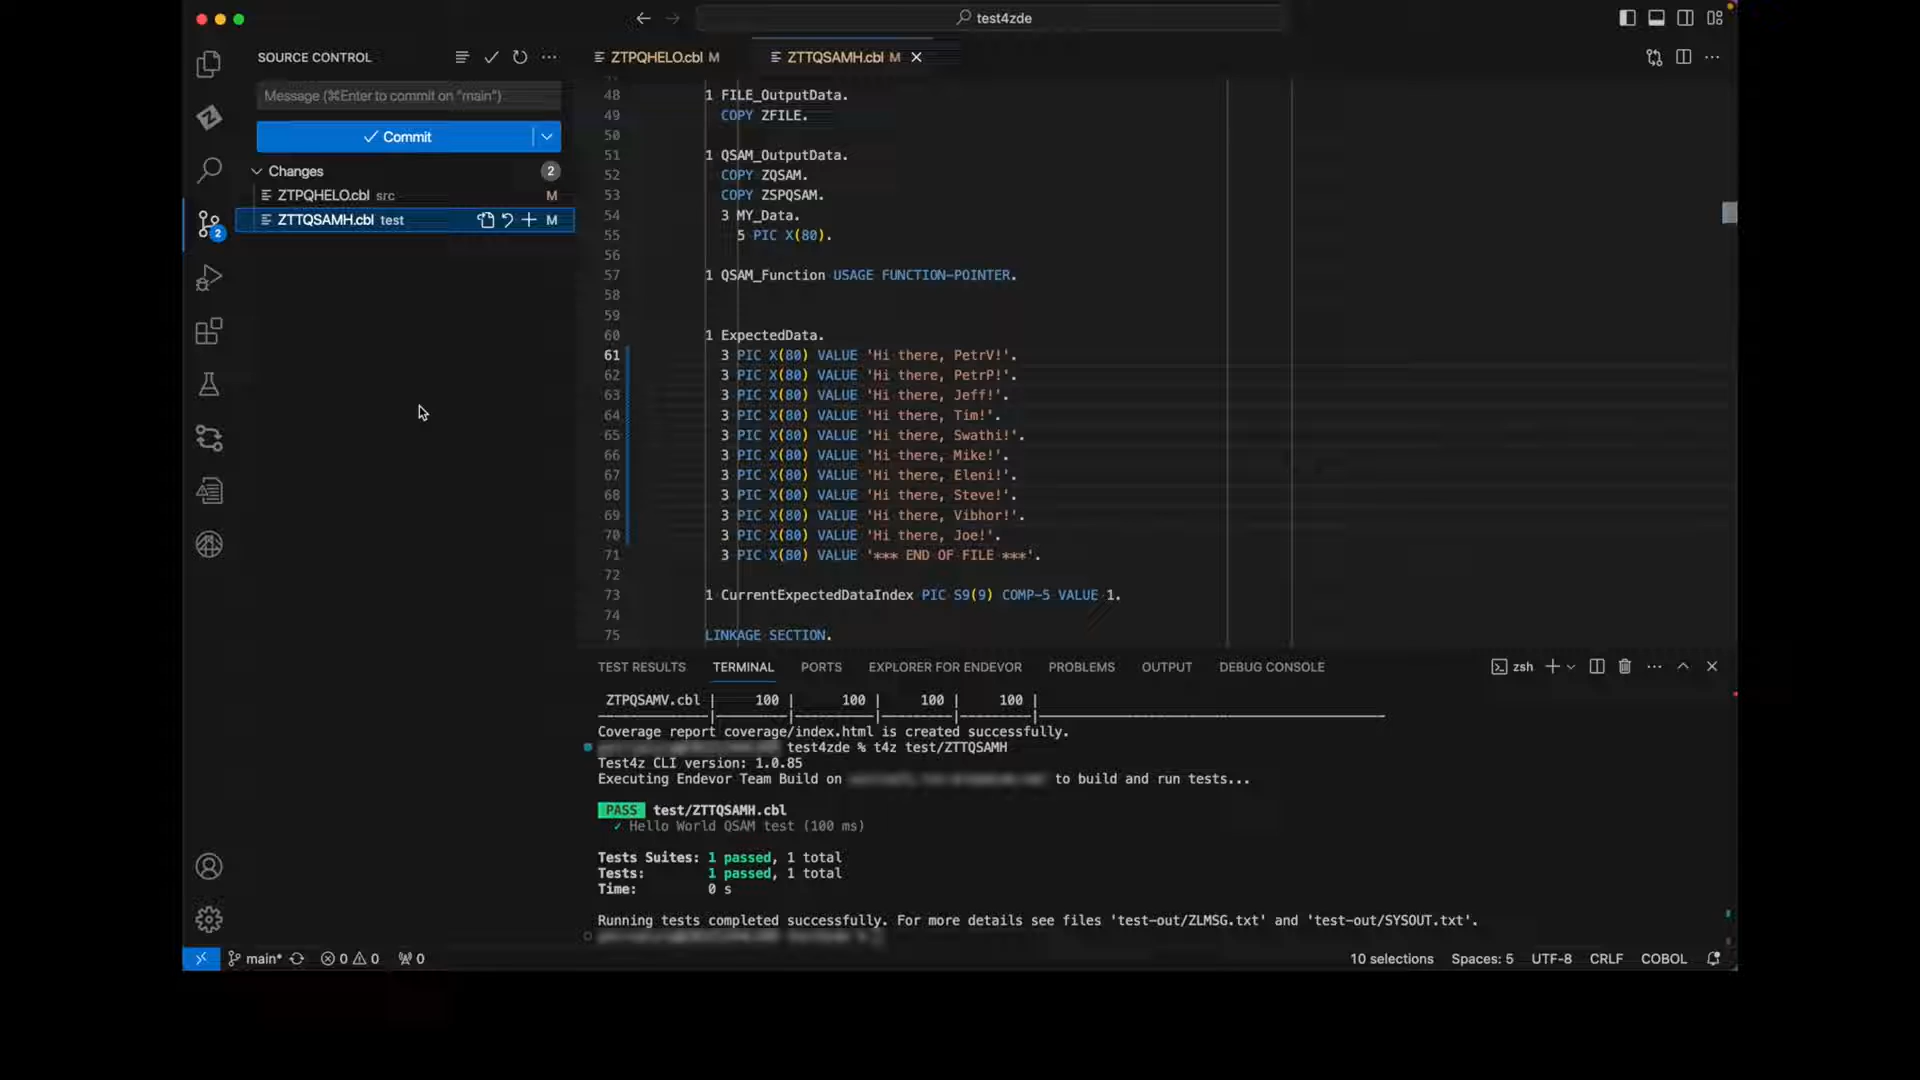 test4zde
SOURCE CONTROL
ZTPQHELO.cbl M
ZTTQSAMH.cbl M
Message (⌘Enter to commit on "main")
Commit
Changes 2
ZTPQHELO.cbl src M
ZTTQSAMH.cbl test M
2
48 1 FILE_OutputData.
49 COPY ZFILE.
50
51 1 QSAM_OutputData.
52 COPY ZQSAM.
53 COPY ZSPQSAM.
54 3 MY_Data.
55 5 PIC X(80).
56
57 1 QSAM_Function USAGE FUNCTION-POINTER.
58
59
60 1 ExpectedData.
61 3 PIC X(80) VALUE 'Hi there, PetrV!'.
62 3 PIC X(80) VALUE 'Hi there, PetrP!'.
63 3 PIC X(80) VALUE 'Hi there, Jeff!'.
64 3 PIC X(80) VALUE 'Hi there, Tim!'.
65 3 PIC X(80) VALUE 'Hi there, Swathi!'.
66 3 PIC X(80) VALUE 'Hi there, Mike!'.
67 3 PIC X(80) VALUE 'Hi there, Eleni!'.
68 3 PIC X(80) VALUE 'Hi there, Steve!'.
69 3 PIC X(80) VALUE 'Hi there, Vibhor!'.
70 3 PIC X(80) VALUE 'Hi there, Joe!'.
71 3 PIC X(80) VALUE '*** END OF FILE ***'.
72
73 1 CurrentExpectedDataIndex PIC S9(9) COMP-5 VALUE 1.
74
75 LINKAGE SECTION.
TEST RESULTS TERMINAL PORTS EXPLORER FOR ENDEVOR PROBLEMS OUTPUT DEBUG CONSOLE zsh
ZTPQSAMV.cbl | 100 | 100 | 100 | 100 |
Coverage report coverage/index.html is created successfully.
test4zde % t4z test/ZTTQSAMH
Test4z CLI version: 1.0.85
Executing Endevor Team Build on to build and run tests...
PASS test/ZTTQSAMH.cbl
✓ Hello World QSAM test (100 ms)
Tests Suites: 1 passed, 1 total
Tests: 1 passed, 1 total
Time: 0 s
Running tests completed successfully. For more details see files 'test-out/ZLMSG.txt' and 'test-out/SYSOUT.txt'.
main* 0 0 0 10 selections Spaces: 5 UTF-8 CRLF COBOL